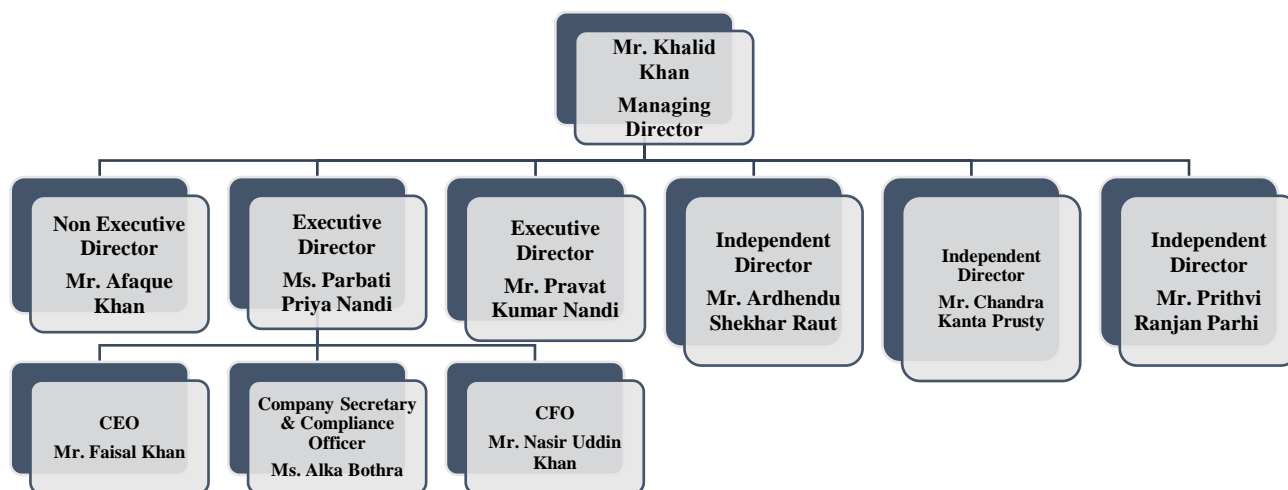 Mr. Khalid
Khan
Managing
Director
Non Executive
Director
Mr. Afaque
Khan
Executive
Director
Ms. Parbati
Priya Nandi
Executive
Director
Mr. Pravat
Kumar Nandi
Independent
Director
Mr. Ardhendu
Shekhar Raut
Independent
Director
Mr. Chandra
Kanta Prusty
Independent
Director
Mr. Prithvi
Ranjan Parhi
CEO
Mr. Faisal Khan
Company Secretary
& Compliance
Officer
Ms. Alka Bothra
CFO
Mr. Nasir Uddin
Khan